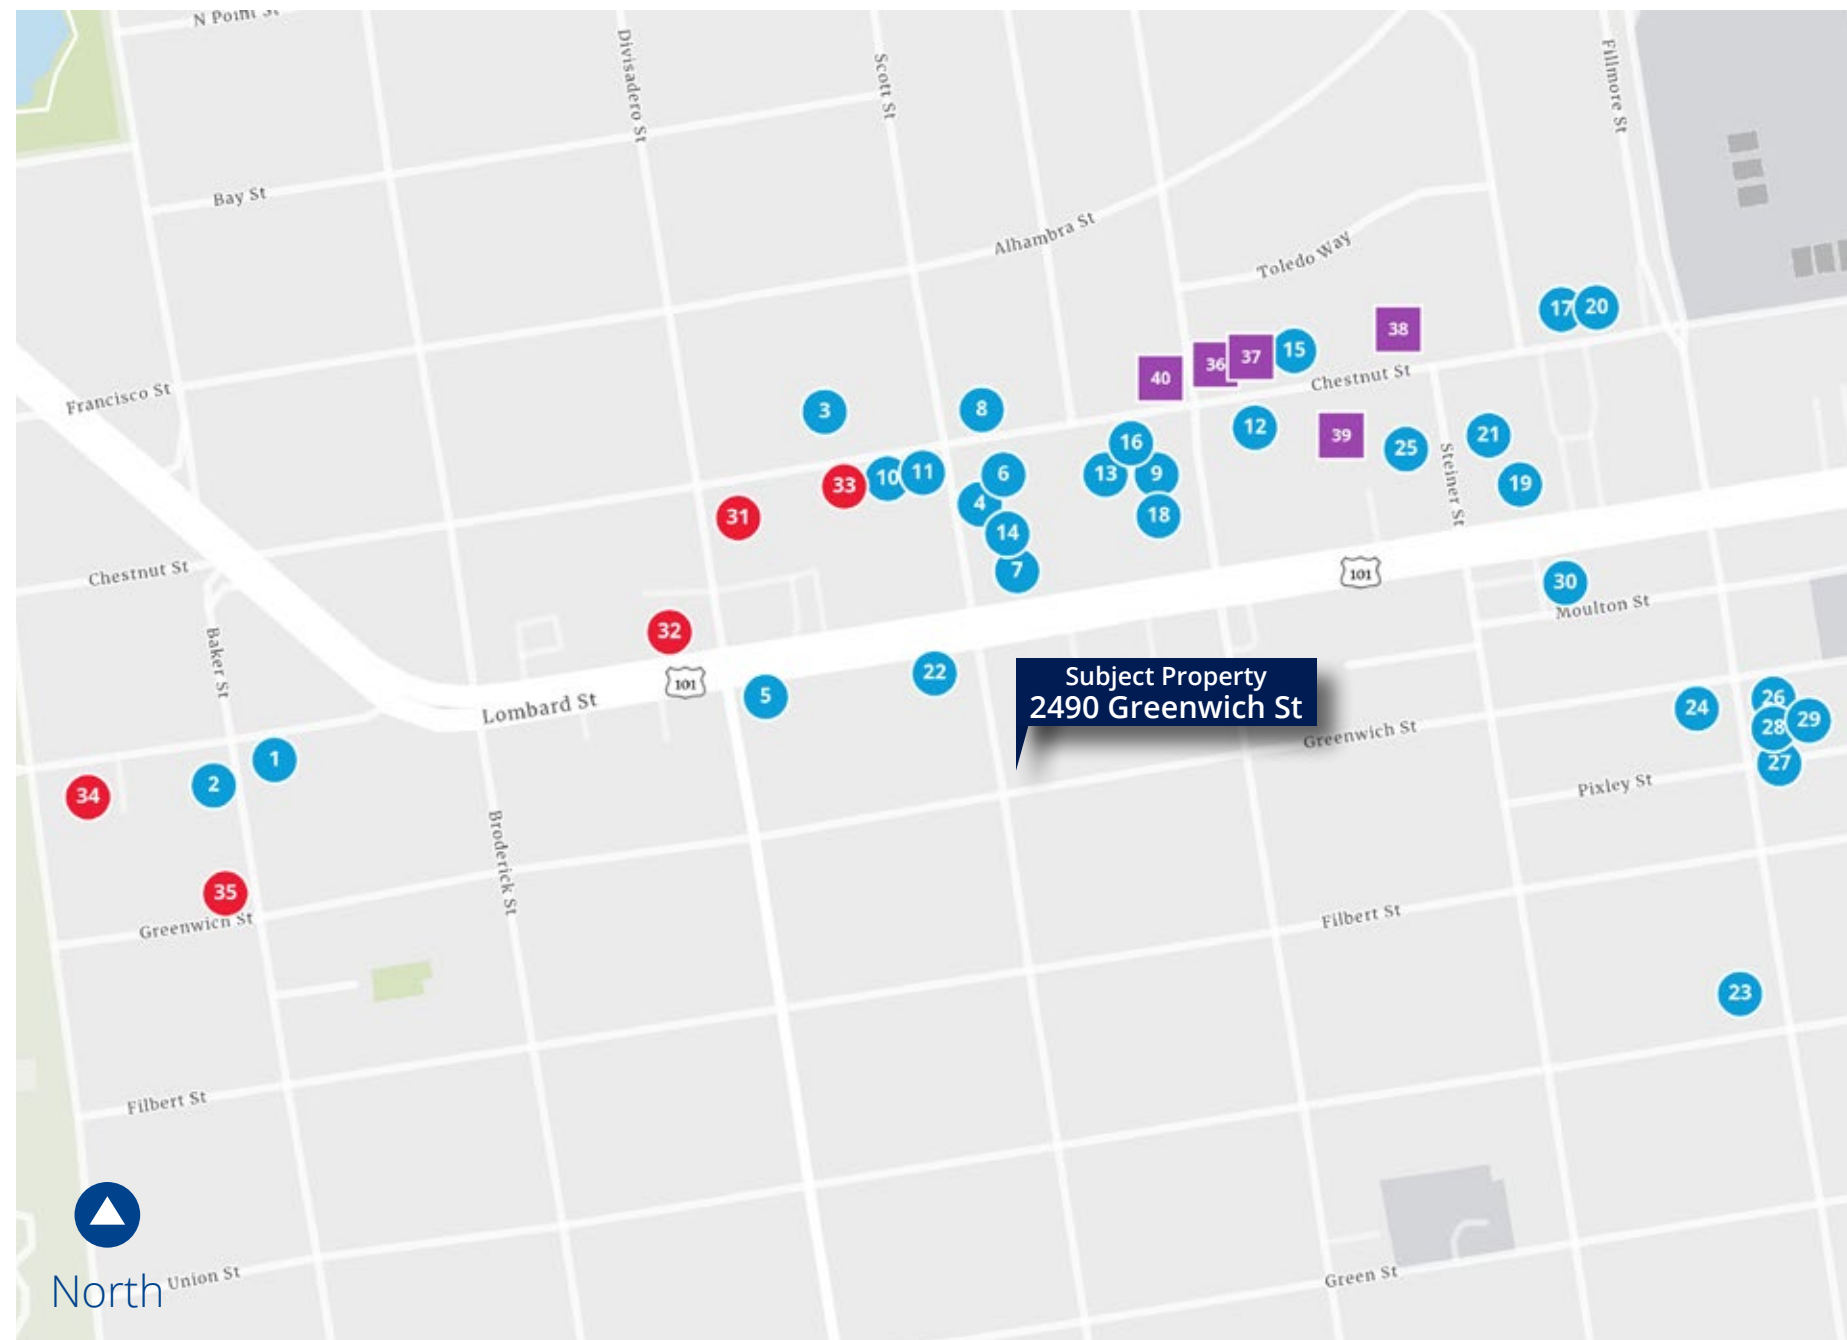 N Point St
Divisadero St
Scott St
Fillmore St
Bay St
Alhambra St
Toledo Way
17
20
38
15
37
36
40
Chestnut St
Francisco St
3
8
12
39
21
16
25
Steiner St
33
10
11
6
13
9
19
4
31
18
14
7
101
Chestnut St
30
Moulton St
32
Baker St
22
101
5
Lombard St
Subject Property
2490 Greenwich St
26
24
28
29
Greenwich St
1
27
2
34
Pixley St
Broderick St
35
Greenwich St
Filbert St
23
Filbert St
North
Union St
Green St